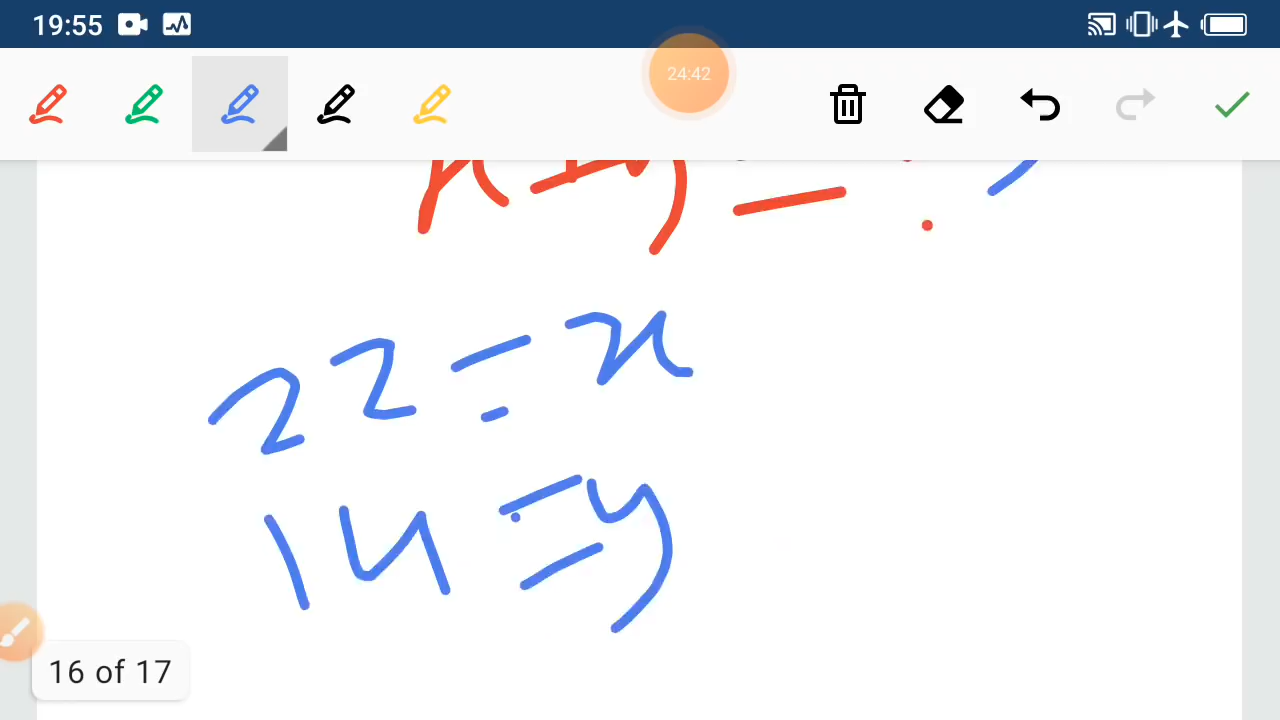 19:55
24:42
x+y = ?
22 = x
14 = y
16 of 17